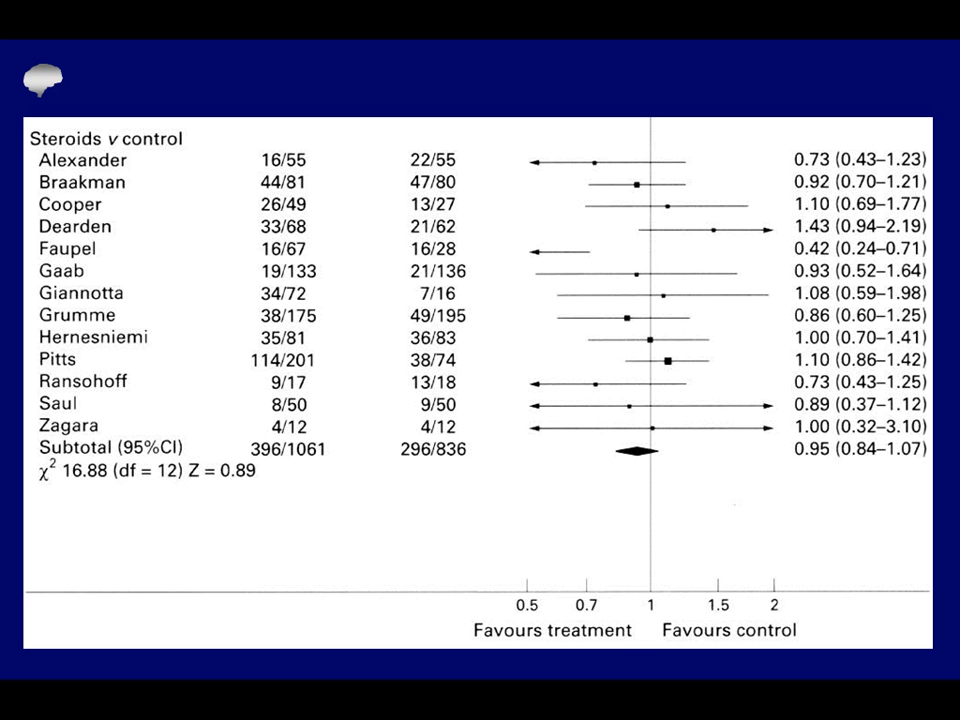 Steroids v control
Alexander 16/55 22/55 0.73 (0.43–1.23)
Braakman 44/81 47/80 0.92 (0.70–1.21)
Cooper 26/49 13/27 1.10 (0.69–1.77)
Dearden 33/68 21/62 1.43 (0.94–2.19)
Faupel 16/67 16/28 0.42 (0.24–0.71)
Gaab 19/133 21/136 0.93 (0.52–1.64)
Giannotta 34/72 7/16 1.08 (0.59–1.98)
Grumme 38/175 49/195 0.86 (0.60–1.25)
Hernesniemi 35/81 36/83 1.00 (0.70–1.41)
Pitts 114/201 38/74 1.10 (0.86–1.42)
Ransohoff 9/17 13/18 0.73 (0.43–1.25)
Saul 8/50 9/50 0.89 (0.37–1.12)
Zagara 4/12 4/12 1.00 (0.32–3.10)
Subtotal (95%CI) 396/1061 296/836 0.95 (0.84–1.07)
χ² 16.88 (df = 12) Z = 0.89
0.5 0.7 1 1.5 2
Favours treatment Favours control